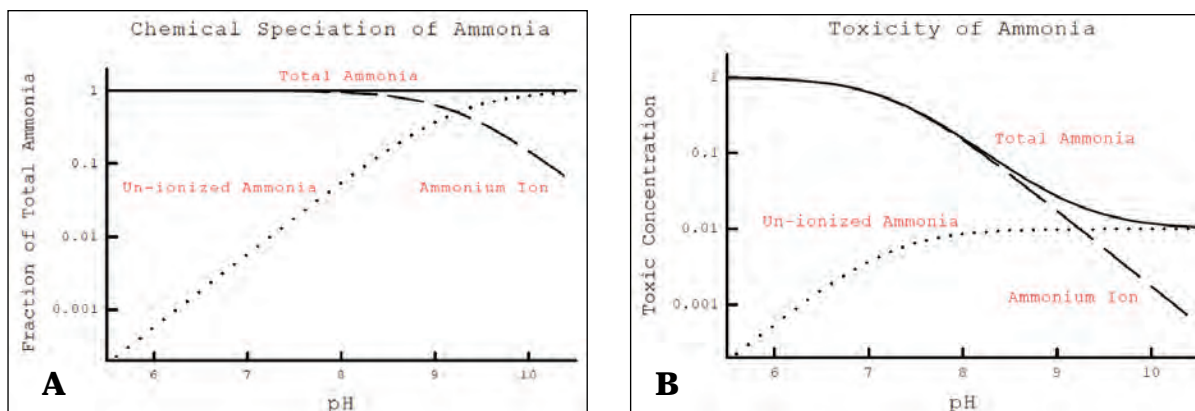 Chemical Speciation of Ammonia
Fraction of Total Ammonia
1
0.1
0.01
0.001
Total Ammonia
Un-ionized Ammonia
Ammonium Ion
6 7 8 9 10
pH
A
Toxicity of Ammonia
Toxic Concentration
1
0.1
0.01
0.001
Total Ammonia
Un-ionized Ammonia
Ammonium Ion
6 7 8 9 10
pH
B